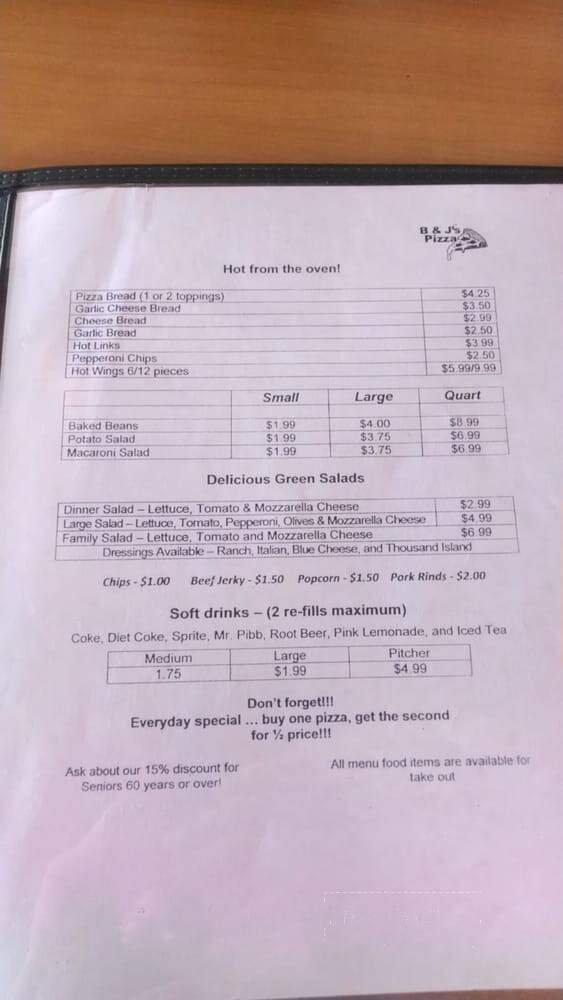 B & J's
Pizza
Hot from the oven!
Pizza Bread (1 or 2 toppings) $4.25
Garlic Cheese Bread $3.50
Cheese Bread $2.99
Garlic Bread $2.50
Hot Links $3.99
Pepperoni Chips $2.50
Hot Wings 6/12 pieces $5.99/9.99
Small Large Quart
Baked Beans $1.99 $4.00 $8.99
Potato Salad $1.99 $3.75 $6.99
Macaroni Salad $1.99 $3.75 $6.99
Delicious Green Salads
Dinner Salad – Lettuce, Tomato & Mozzarella Cheese $2.99
Large Salad – Lettuce, Tomato, Pepperoni, Olives & Mozzarella Cheese $4.99
Family Salad – Lettuce, Tomato and Mozzarella Cheese $6.99
Dressings Available – Ranch, Italian, Blue Cheese, and Thousand Island
Chips - $1.00 Beef Jerky - $1.50 Popcorn - $1.50 Pork Rinds - $2.00
Soft drinks – (2 re-fills maximum)
Coke, Diet Coke, Sprite, Mr. Pibb, Root Beer, Pink Lemonade, and Iced Tea
Medium Large Pitcher
1.75 $1.99 $4.99
Don't forget!!!
Everyday special ... buy one pizza, get the second
for ½ price!!!
Ask about our 15% discount for
Seniors 60 years or over!
All menu food items are available for
take out